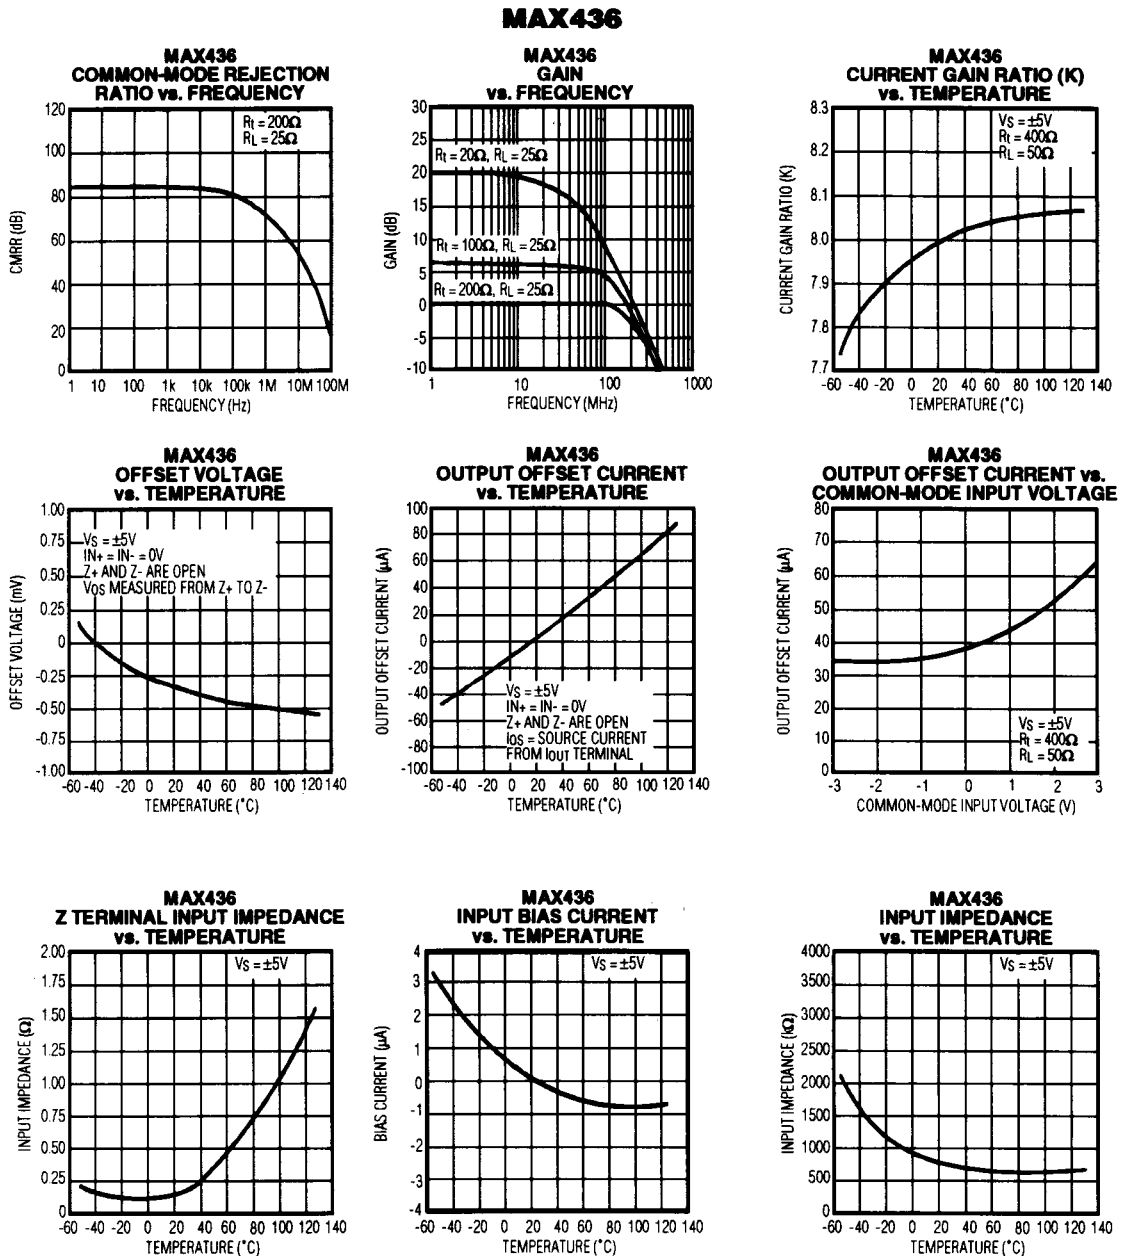 MAX436
MAX436
COMMON-MODE REJECTION
RATIO vs. FREQUENCY
120
100
80
60
40
20
0
CMRR (dB)
Rt = 200Ω
RL = 25Ω
1 10 100 1k 10k 100k 1M 10M 100M
FREQUENCY (Hz)
MAX436
GAIN
vs. FREQUENCY
30
25
20
15
10
5
0
-5
-10
GAIN (dB)
Rt = 20Ω, RL = 25Ω
Rt = 100Ω, RL = 25Ω
Rt = 200Ω, RL = 25Ω
1 10 100 1000
FREQUENCY (MHz)
MAX436
CURRENT GAIN RATIO (K)
vs. TEMPERATURE
8.3
8.2
8.1
8.0
7.9
7.8
7.7
CURRENT GAIN RATIO (K)
VS = ±5V
Rt = 400Ω
RL = 50Ω
-60 -40 -20 0 20 40 60 80 100 120 140
TEMPERATURE (°C)
MAX436
OFFSET VOLTAGE
vs. TEMPERATURE
1.00
0.75
0.50
0.25
0
-0.25
-0.50
-0.75
-1.00
OFFSET VOLTAGE (mV)
VS = ±5V
IN+ = IN- = 0V
Z+ AND Z- ARE OPEN
VOS MEASURED FROM Z+ TO Z-
-60 -40 -20 0 20 40 60 80 100 120 140
TEMPERATURE (°C)
MAX436
OUTPUT OFFSET CURRENT
vs. TEMPERATURE
100
80
60
40
20
0
-20
-40
-60
-80
-100
OUTPUT OFFSET CURRENT (µA)
VS = ±5V
IN+ = IN- = 0V
Z+ AND Z- ARE OPEN
IOS = SOURCE CURRENT
FROM IOUT TERMINAL
-60 -40 -20 0 20 40 60 80 100 120 140
TEMPERATURE (°C)
MAX436
OUTPUT OFFSET CURRENT vs.
COMMON-MODE INPUT VOLTAGE
80
70
60
50
40
30
20
10
0
OUTPUT OFFSET CURRENT (µA)
VS = ±5V
Rt = 400Ω
RL = 50Ω
-3 -2 -1 0 1 2 3
COMMON-MODE INPUT VOLTAGE (V)
MAX436
Z TERMINAL INPUT IMPEDANCE
vs. TEMPERATURE
2.00
1.75
1.50
1.25
1.00
0.75
0.50
0.25
0
INPUT IMPEDANCE (Ω)
VS = ±5V
-60 -40 -20 0 20 40 60 80 100 120 140
TEMPERATURE (°C)
MAX436
INPUT BIAS CURRENT
vs. TEMPERATURE
4
3
2
1
0
-1
-2
-3
-4
BIAS CURRENT (µA)
VS = ±5V
-60 -40 -20 0 20 40 60 80 100 120 140
TEMPERATURE (°C)
MAX436
INPUT IMPEDANCE
vs. TEMPERATURE
4000
3500
3000
2500
2000
1500
1000
500
0
INPUT IMPEDANCE (kΩ)
VS = ±5V
-60 -40 -20 0 20 40 60 80 100 120 140
TEMPERATURE (°C)